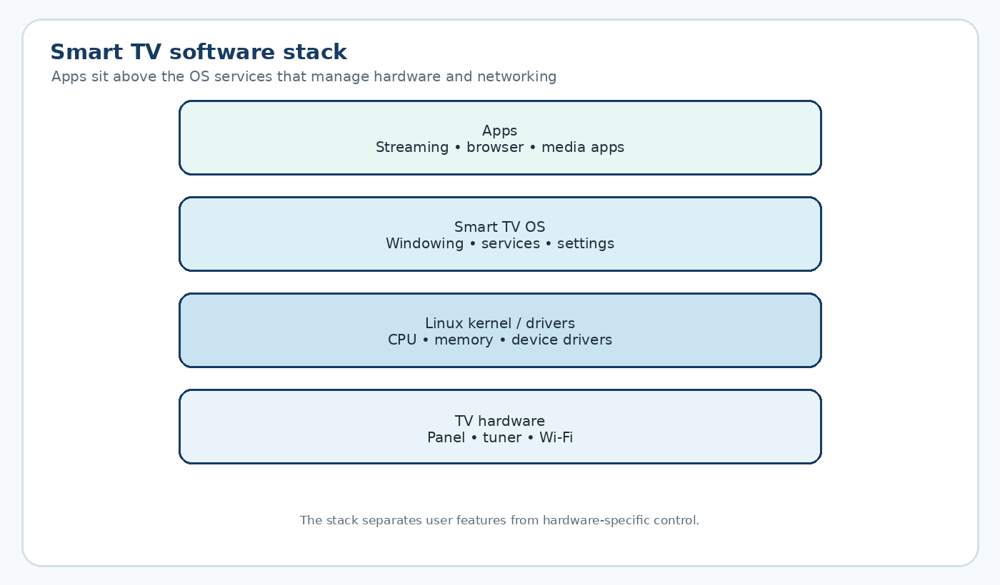 Smart TV software stack
Apps sit above the OS services that manage hardware and networking
Apps
Streaming • browser • media apps
Smart TV OS
Windowing • services • settings
Linux kernel / drivers
CPU • memory • device drivers
TV hardware
Panel • tuner • Wi-Fi
The stack separates user features from hardware-specific control.